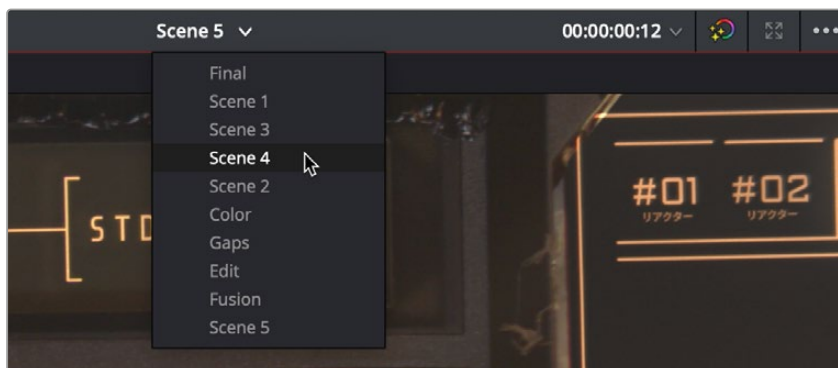 Scene 5
00:00:00:12
Final
Scene 1
Scene 3
Scene 4
Scene 2
Color
Gaps
Edit
Fusion
Scene 5
STD
#01 #02
リアクター リアクター